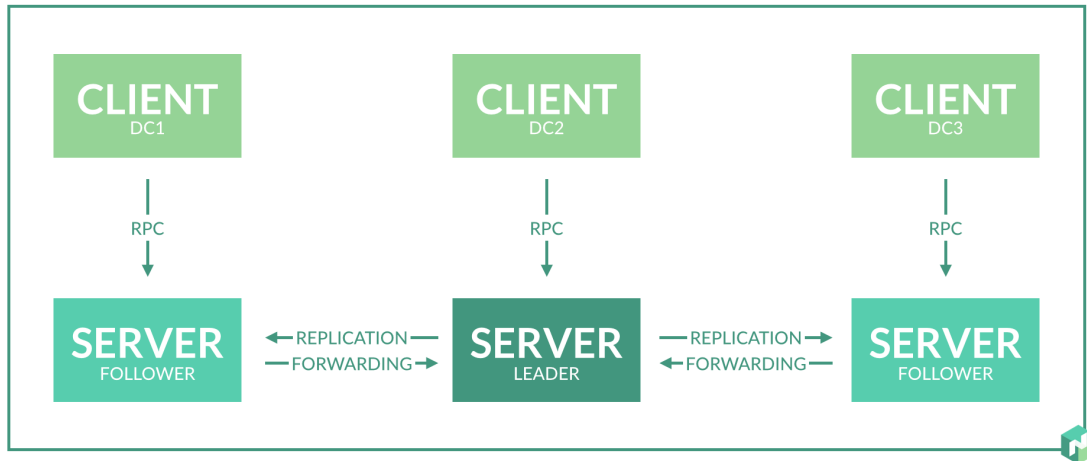 CLIENT
DC1
CLIENT
DC2
CLIENT
DC3
RPC
RPC
RPC
SERVER
FOLLOWER
REPLICATION
FORWARDING
SERVER
LEADER
REPLICATION
FORWARDING
SERVER
FOLLOWER